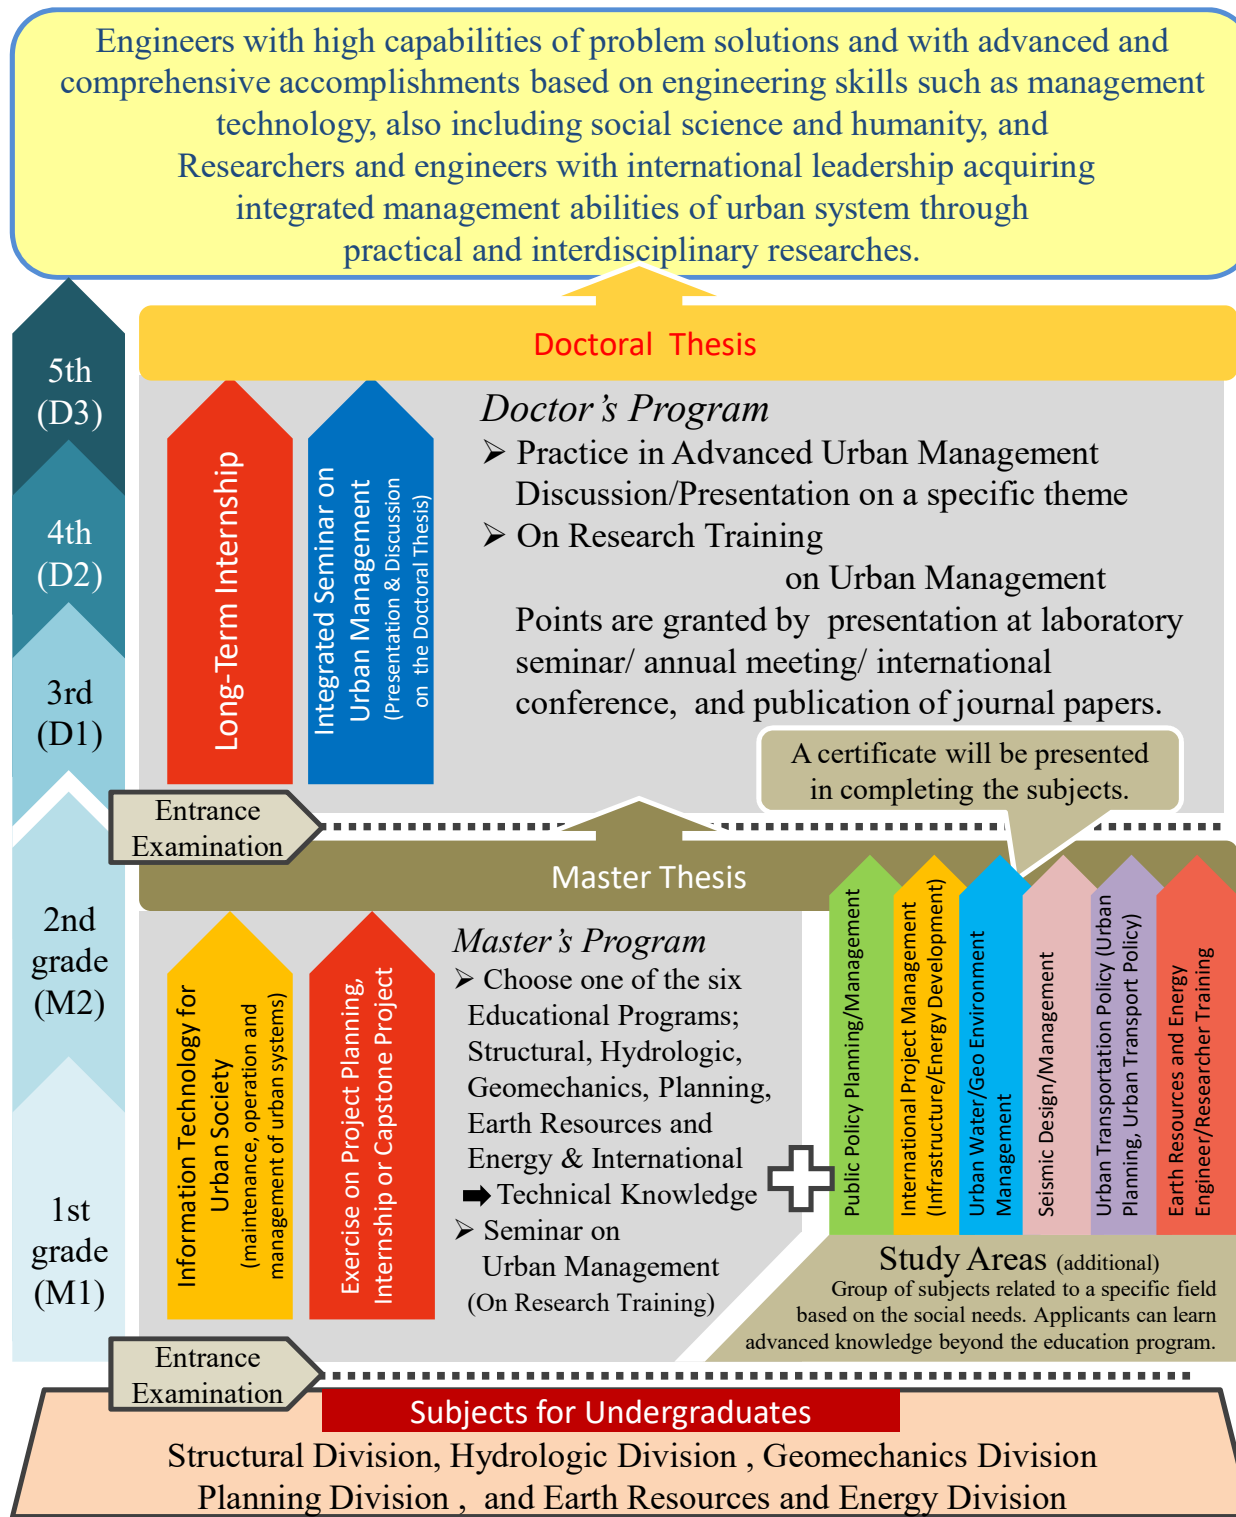 Engineers with high capabilities of problem solutions and with advanced and
comprehensive accomplishments based on engineering skills such as management
technology, also including social science and humanity, and
Researchers and engineers with international leadership acquiring
integrated management abilities of urban system through
practical and interdisciplinary researches.
Doctoral Thesis
5th
(D3)
4th
(D2)
3rd
(D1)
Long-Term Internship
Integrated Seminar on
Urban Management
(Presentation & Discussion
on the Doctoral Thesis)
Doctor's Program
➢ Practice in Advanced Urban Management
Discussion/Presentation on a specific theme
➢ On Research Training
on Urban Management
Points are granted by presentation at laboratory
seminar/ annual meeting/ international
conference, and publication of journal papers.
A certificate will be presented
in completing the subjects.
Entrance
Examination
Master Thesis
2nd
grade
(M2)
1st
grade
(M1)
Information Technology for
Urban Society
(maintenance, operation and
management of urban systems)
Exercise on Project Planning,
Internship or Capstone Project
Master's Program
➢ Choose one of the six
Educational Programs;
Structural, Hydrologic,
Geomechanics, Planning,
Earth Resources and
Energy & International
➡ Technical Knowledge
➢ Seminar on
Urban Management
(On Research Training)
Public Policy Planning/Management
International Project Management
(Infrastructure/Energy Development)
Urban Water/Geo Environment
Management
Seismic Design/Management
Urban Transportation Policy (Urban
Planning, Urban Transport Policy)
Earth Resources and Energy
Engineer/Researcher Training
Study Areas (additional)
Group of subjects related to a specific field
based on the social needs. Applicants can learn
advanced knowledge beyond the education program.
Entrance
Examination
Subjects for Undergraduates
Structural Division, Hydrologic Division , Geomechanics Division
Planning Division , and Earth Resources and Energy Division